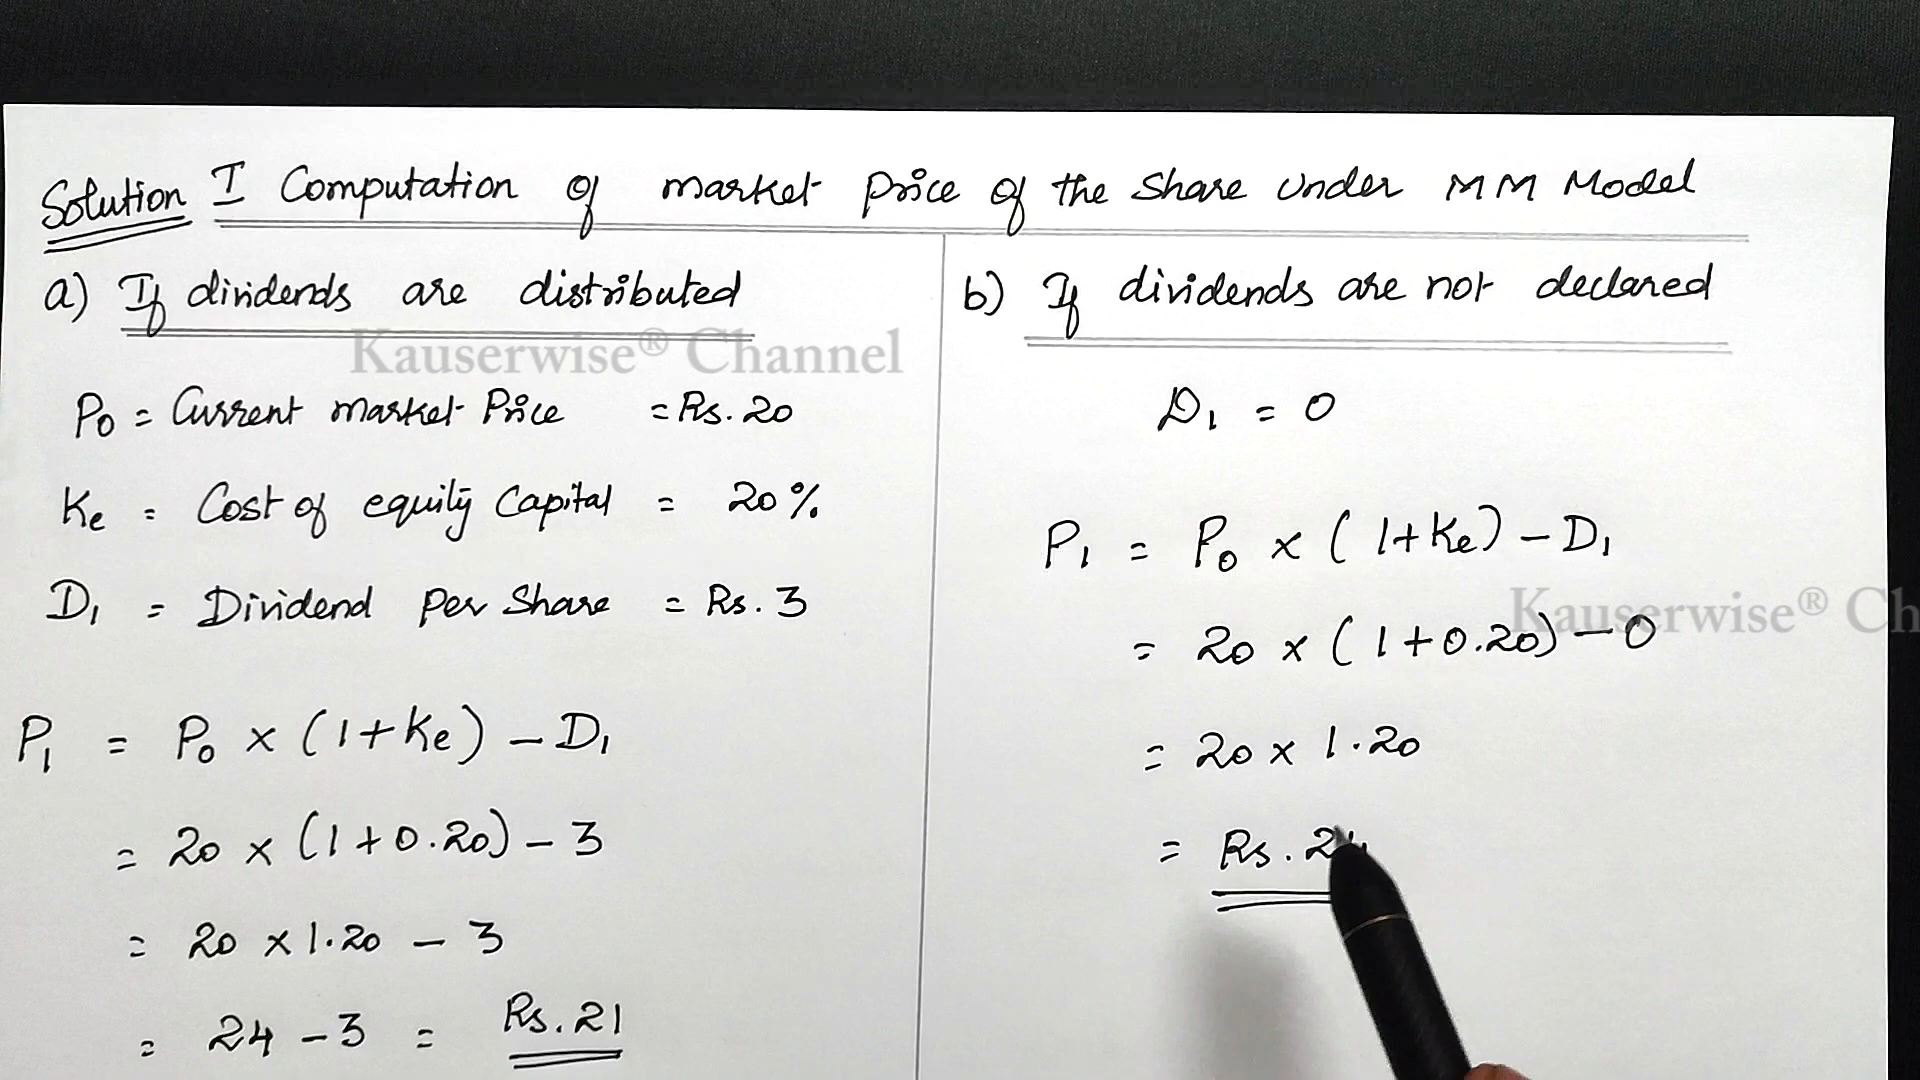 Solution I Computation of market Price of the Share under MM Model
a) If dividends are distributed
Kauserwise® Channel
P0 = Current market Price = Rs. 20
Ke = Cost of equity Capital = 20%
D1 = Dividend Per Share = Rs. 3
P1 = P0 × (1+Ke) – D1
= 20 × (1+0.20) – 3
= 20 × 1.20 – 3
= 24 – 3 = Rs. 21
b) If dividends are not declared
D1 = 0
P1 = P0 × (1+Ke) – D1
Kauserwise® Ch
= 20 × (1+0.20) – 0
= 20 × 1.20
= Rs. 24